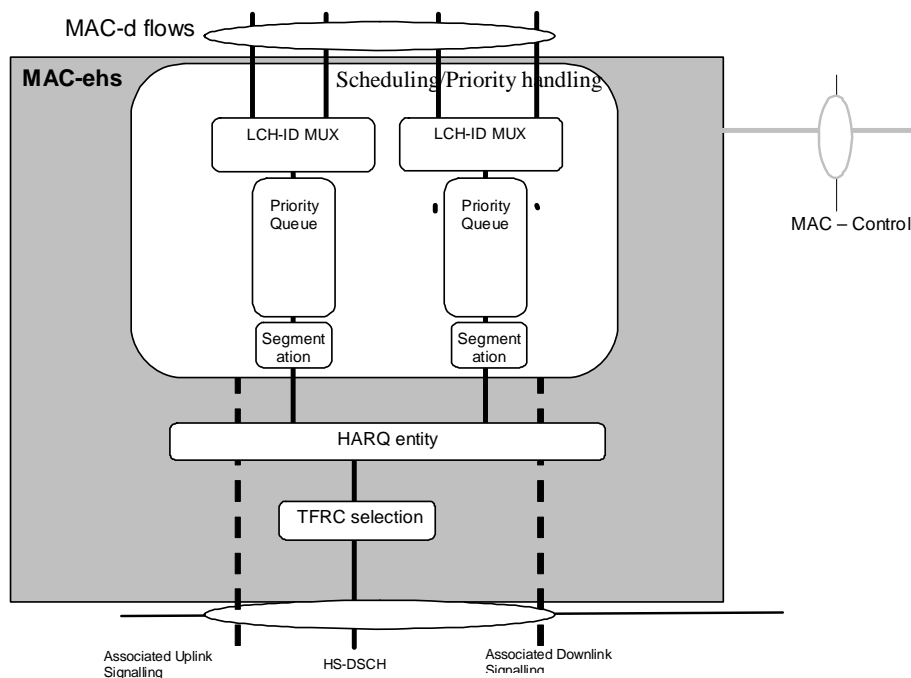 MAC-d flows
MAC-ehs
Scheduling/Priority handling
LCH-ID MUX
LCH-ID MUX
Priority
Queue
Priority
Queue
MAC – Control
Segment
ation
Segment
ation
HARQ entity
TFRC selection
Associated Uplink
Signalling
HS-DSCH
Associated Downlink
Signalling